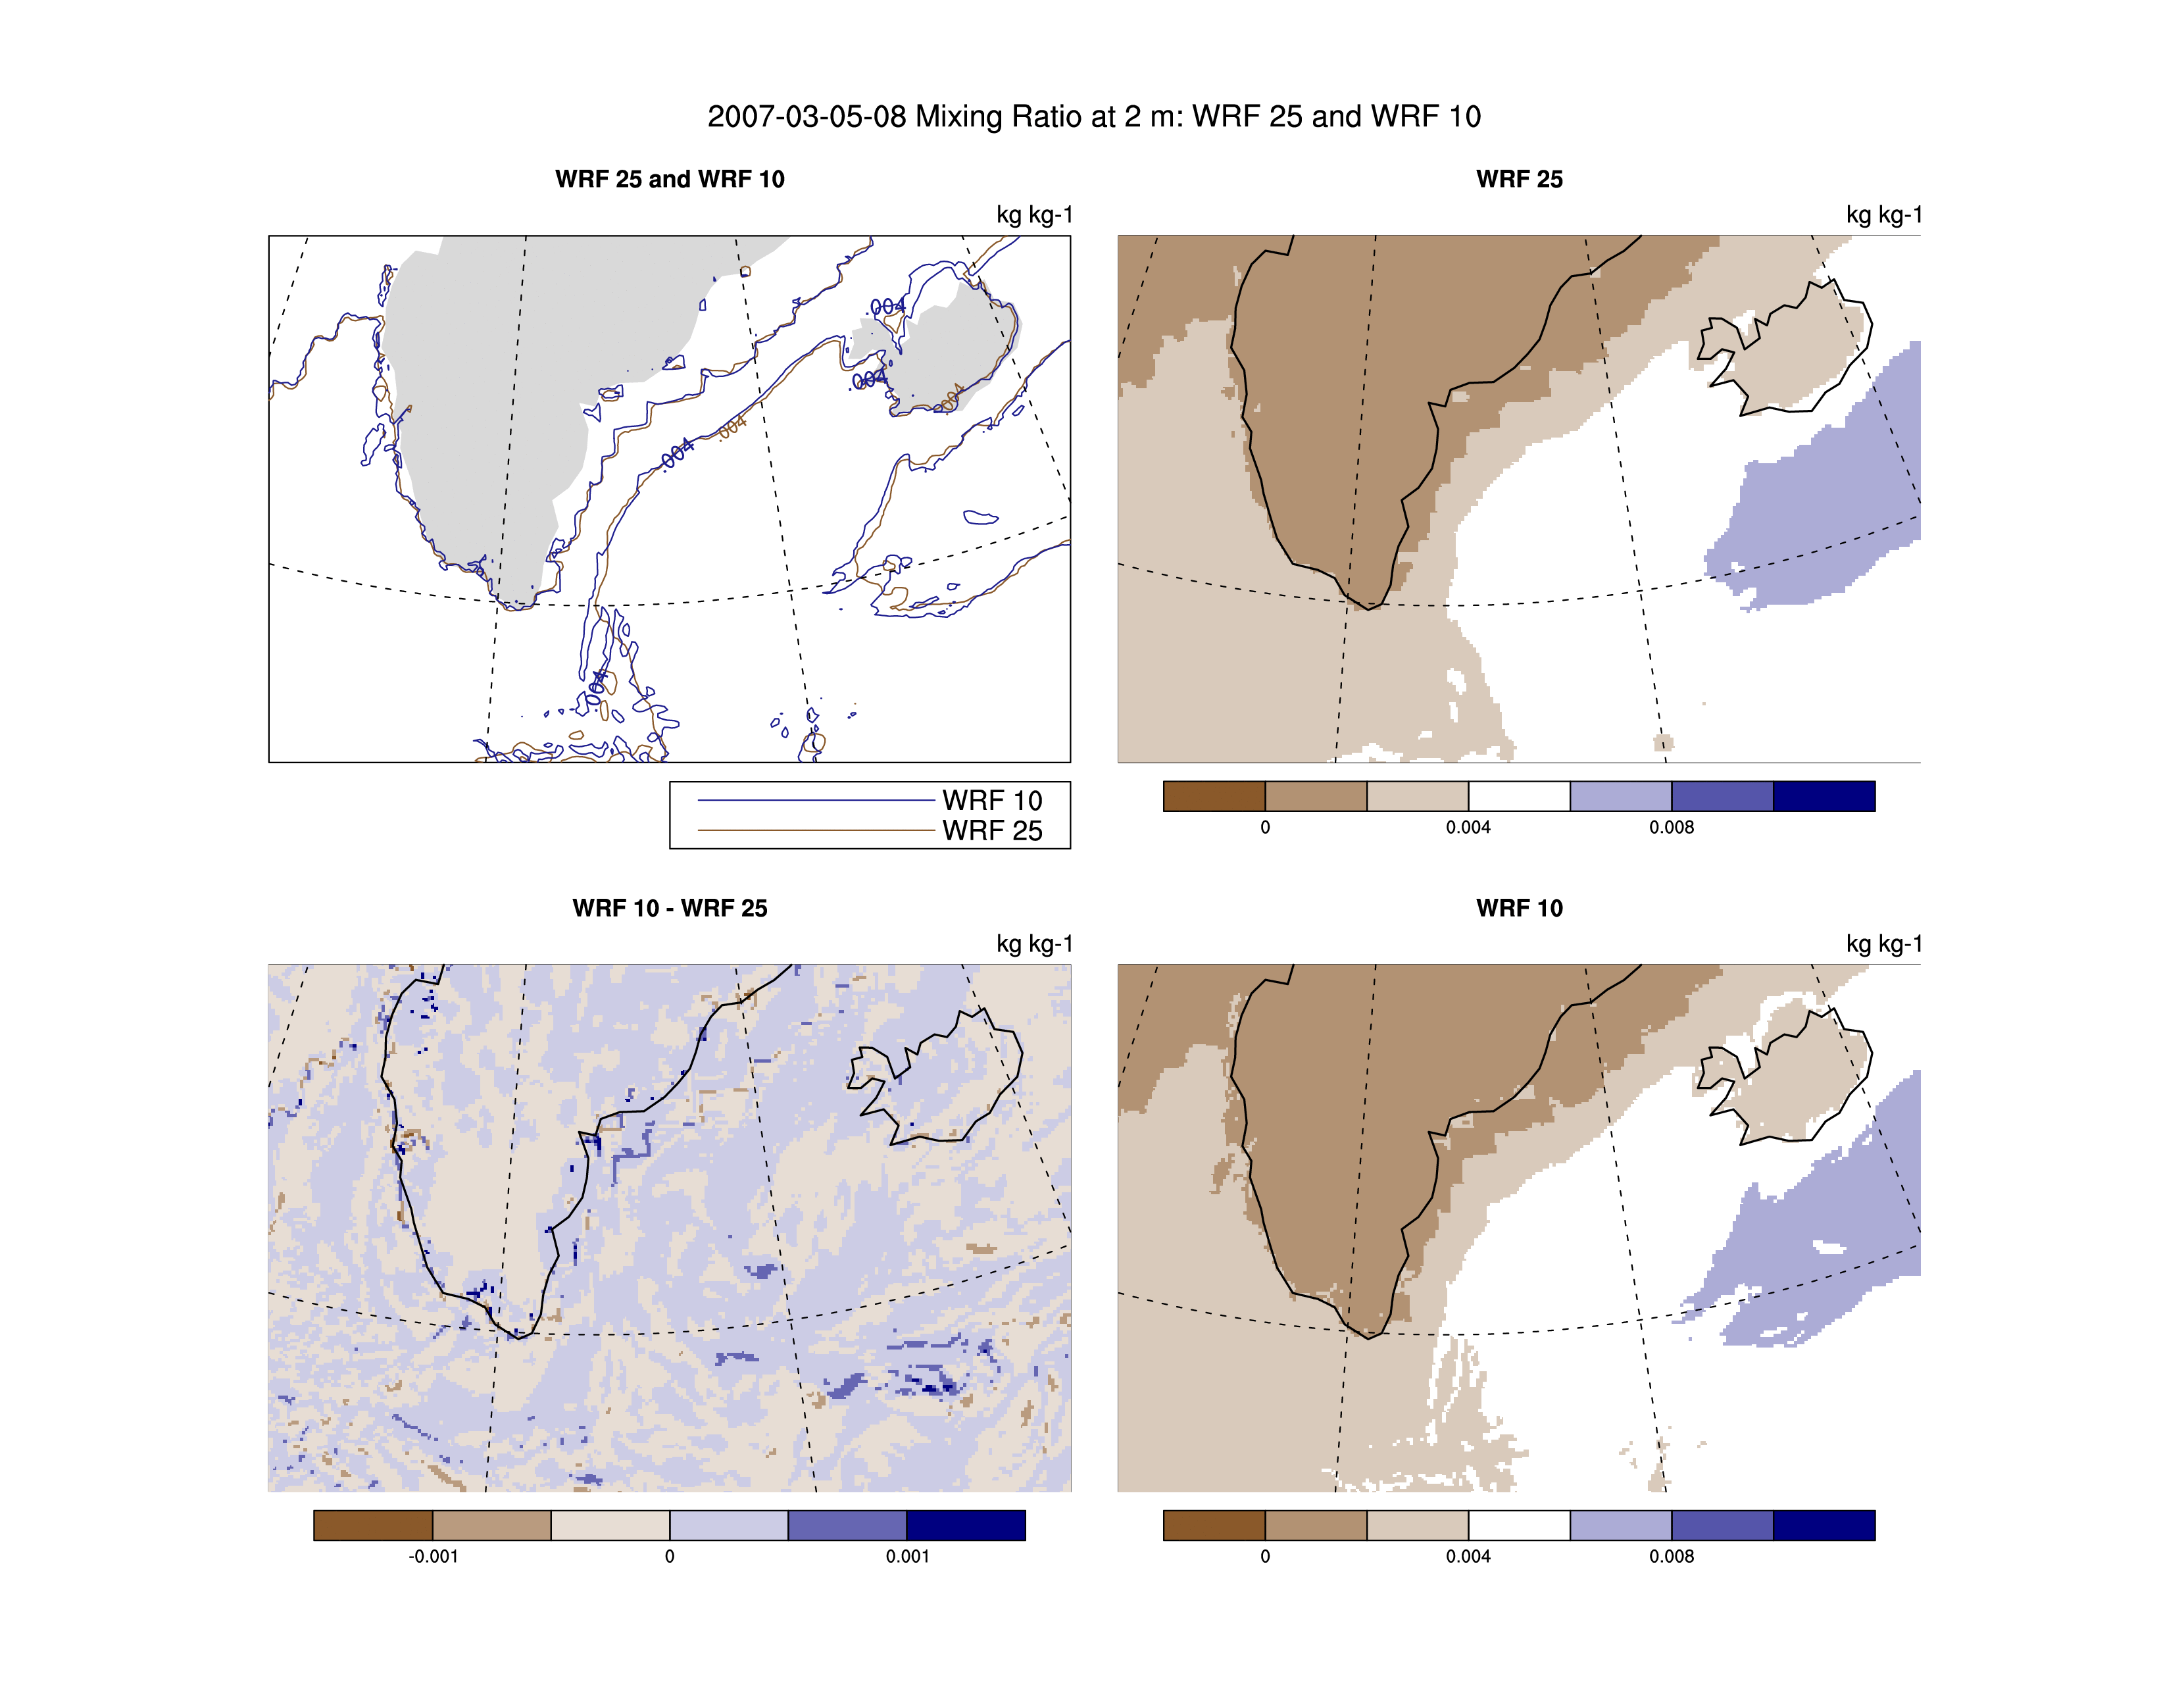 2007-03-05-08 Mixing Ratio at 2 m: WRF 25 and WRF 10
WRF 25 and WRF 10
kg kg-1
.004
.004
.004
.004
.004
.004
WRF 10
WRF 25
WRF 25
kg kg-1
0
0.004
0.008
WRF 10 - WRF 25
kg kg-1
-0.001
0
0.001
WRF 10
kg kg-1
0
0.004
0.008